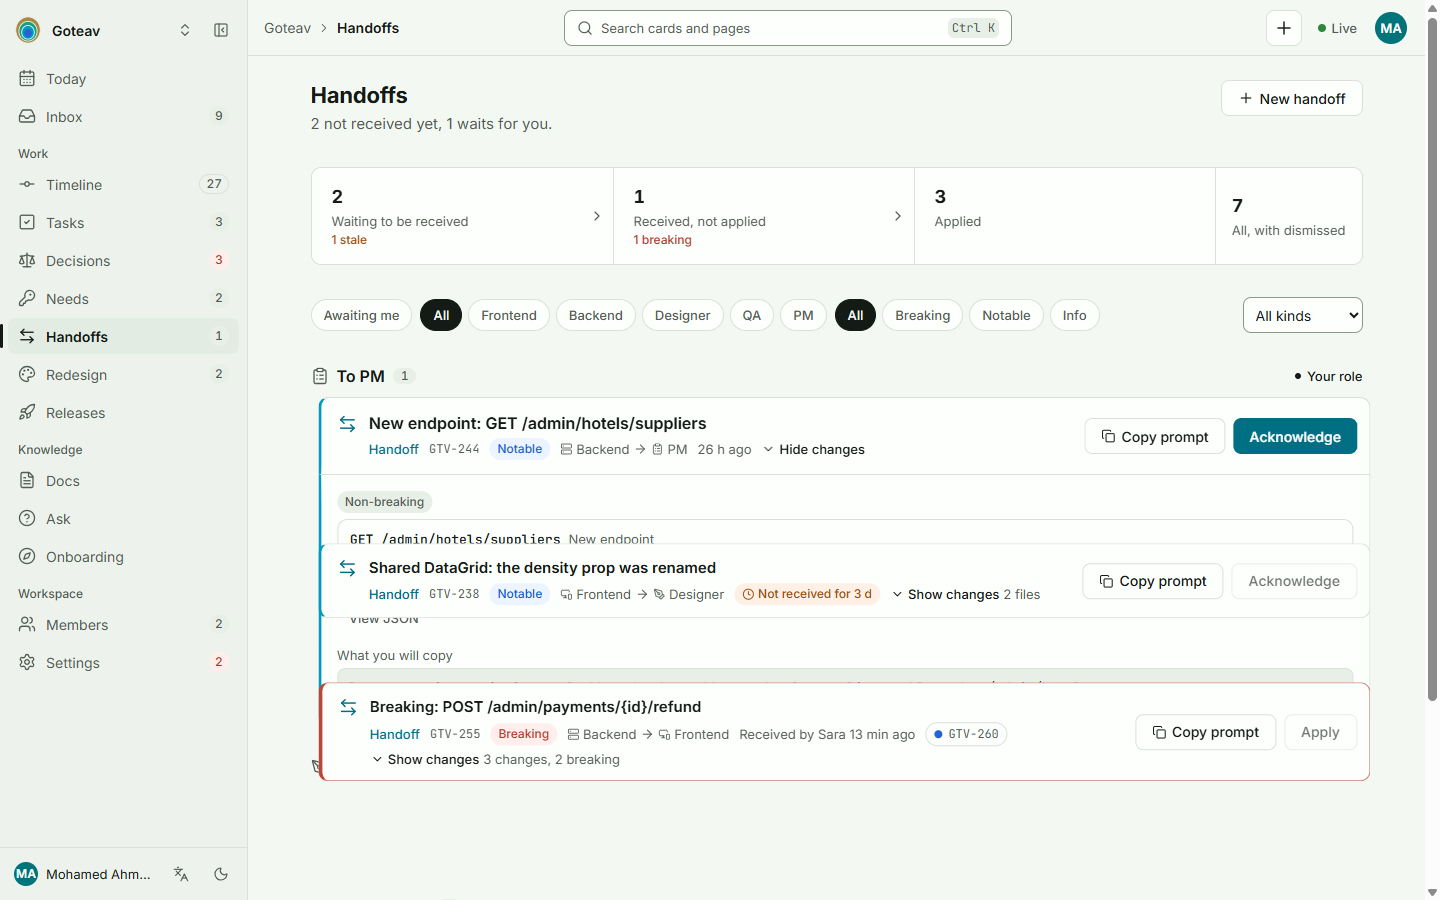 Goteav
Today
Inbox 9
Work
Timeline 27
Tasks 3
Decisions 3
Needs 2
Handoffs 1
Redesign 2
Releases
Knowledge
Docs
Ask
Onboarding
Workspace
Members 2
Settings 2
MA Mohamed Ahm...
Goteav > Handoffs
Search cards and pages Ctrl K
Live
MA
Handoffs
2 not received yet, 1 waits for you.
New handoff
2
Waiting to be received
1 stale
1
Received, not applied
1 breaking
3
Applied
7
All, with dismissed
Awaiting me All Frontend Backend Designer QA PM All Breaking Notable Info
All kinds
To PM 1
Your role
New endpoint: GET /admin/hotels/suppliers
Handoff GTV-244 Notable Backend → PM 26 h ago Hide changes
Copy prompt Acknowledge
Non-breaking
GET /admin/hotels/suppliers New endpoint
Shared DataGrid: the density prop was renamed
Handoff GTV-238 Notable Frontend → Designer Not received for 3 d Show changes 2 files
Copy prompt Acknowledge
View JSON
What you will copy
Breaking: POST /admin/payments/{id}/refund
Handoff GTV-255 Breaking Backend → Frontend Received by Sara 13 min ago GTV-260
Show changes 3 changes, 2 breaking
Copy prompt Apply